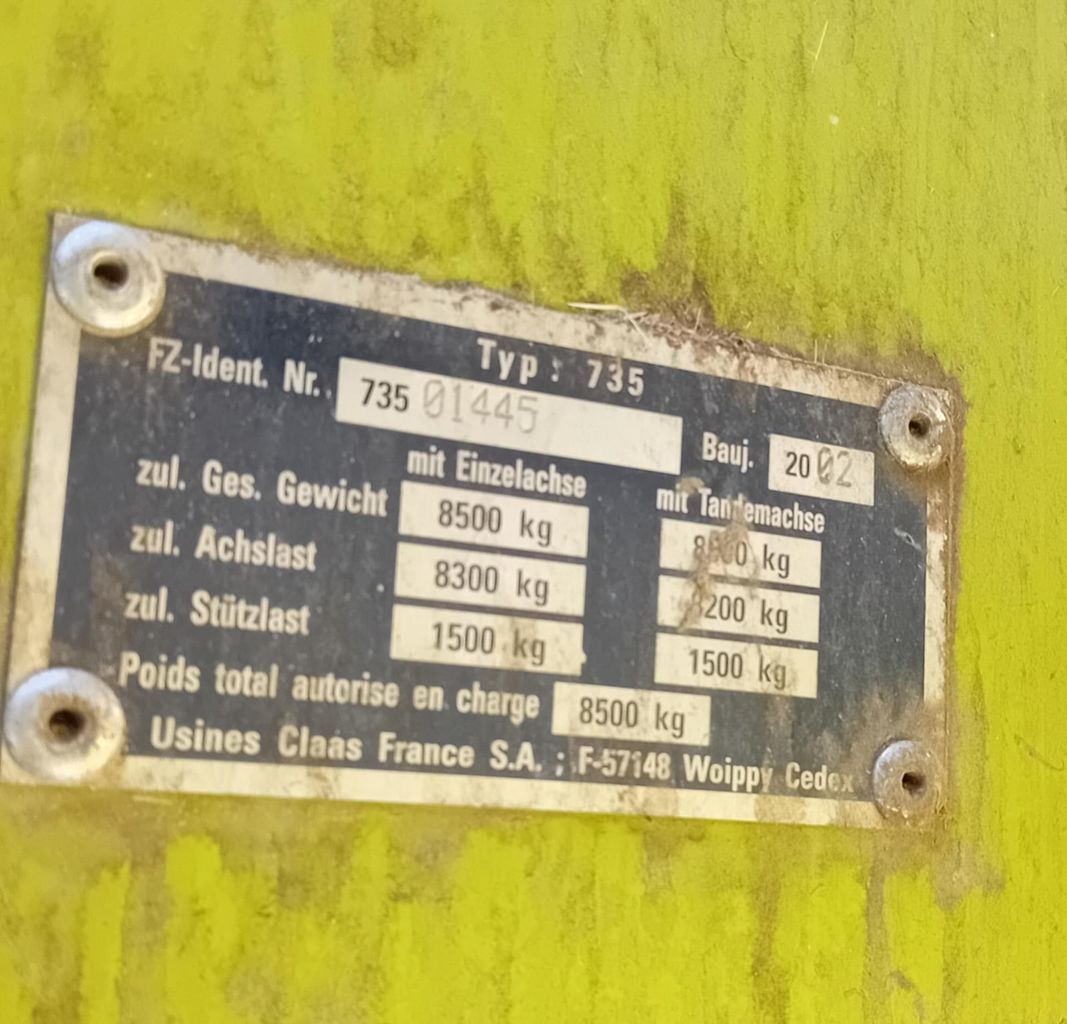 Typ : 735
FZ-Ident. Nr. 735 01445
Bauj. 2002
mit Einzelachse mit Tandemachse
zul. Ges. Gewicht 8500 kg kg
zul. Achslast 8300 kg kg
zul. Stützlast 1500 kg 1500 kg
Poids total autorise en charge 8500 kg
Usines Claas France S.A. ; F-57148 Woippy Cedex